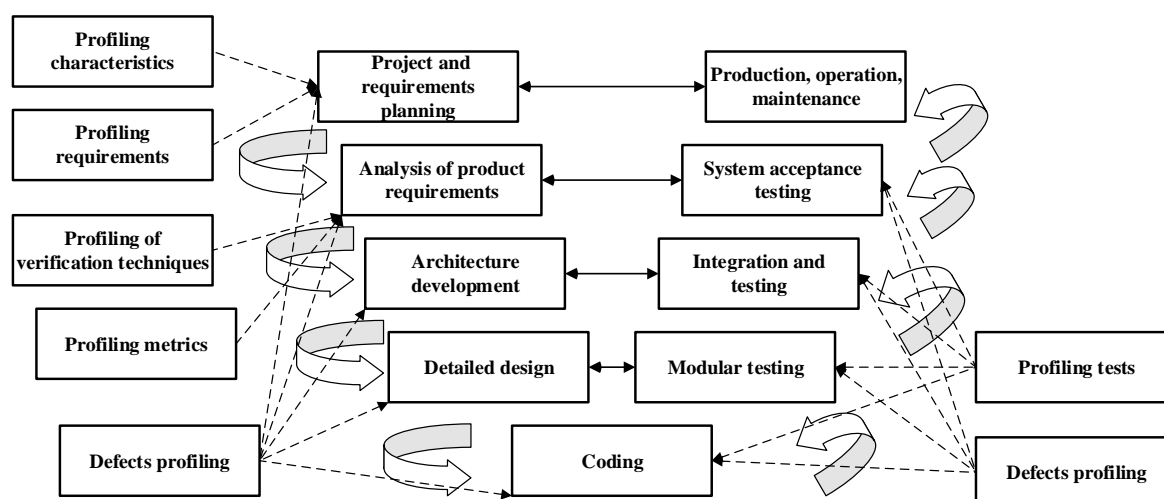 Profiling
characteristics
Project and
requirements
planning
Production, operation,
maintenance
Profiling
requirements
Analysis of product
requirements
System acceptance
testing
Profiling of
verification techniques
Architecture
development
Integration and
testing
Profiling metrics
Detailed design
Modular testing
Profiling tests
Defects profiling
Coding
Defects profiling